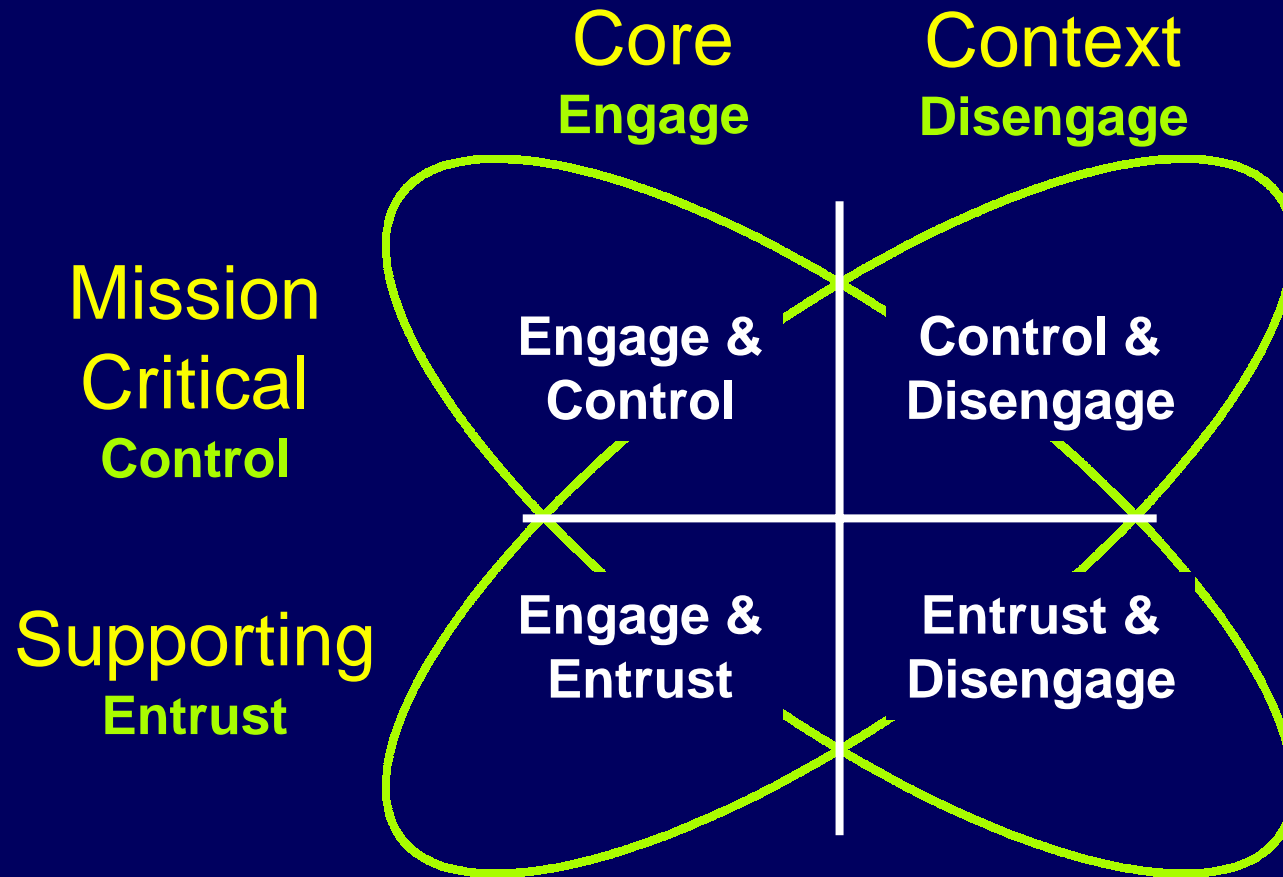 Core
Engage
Context
Disengage
Mission
Critical
Control
Engage &
Control
Control &
Disengage
Supporting
Entrust
Engage &
Entrust
Entrust &
Disengage